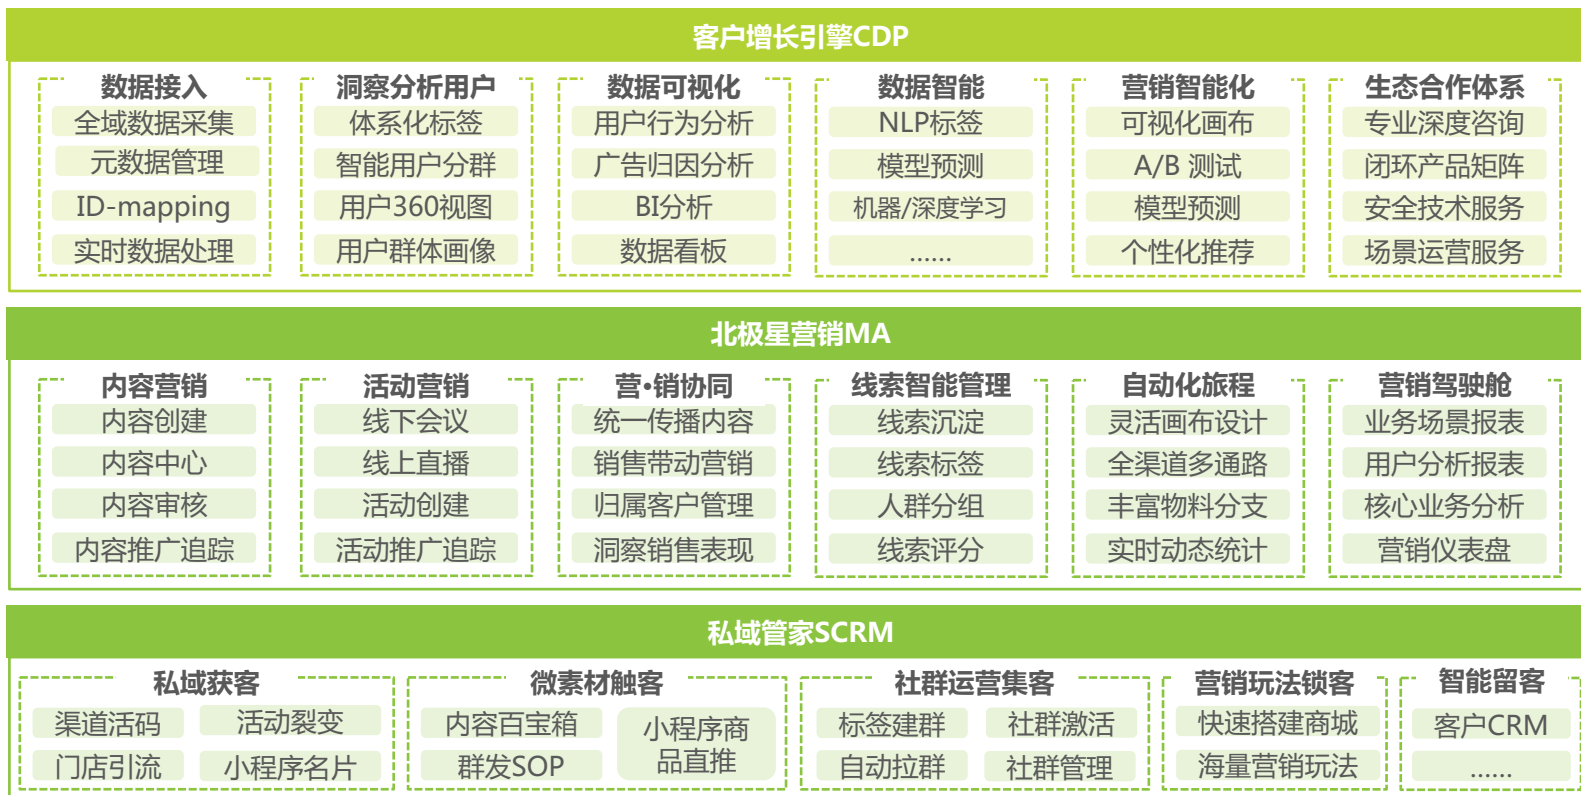 客户增长引擎CDP
数据接入
全域数据采集
元数据管理
ID-mapping
实时数据处理
洞察分析用户
体系化标签
智能用户分群
用户360视图
用户群体画像
数据可视化
用户行为分析
广告归因分析
BI分析
数据看板
数据智能
NLP标签
模型预测
机器/深度学习
……
营销智能化
可视化画布
A/B 测试
模型预测
个性化推荐
生态合作体系
专业深度咨询
闭环产品矩阵
安全技术服务
场景运营服务
北极星营销MA
内容营销
内容创建
内容中心
内容审核
内容推广追踪
活动营销
线下会议
线上直播
活动创建
活动推广追踪
营•销协同
统一传播内容
销售带动营销
归属客户管理
洞察销售表现
线索智能管理
线索沉淀
线索标签
人群分组
线索评分
自动化旅程
灵活画布设计
全渠道多通路
丰富物料分支
实时动态统计
营销驾驶舱
业务场景报表
用户分析报表
核心业务分析
营销仪表盘
私域管家SCRM
私域获客
渠道活码
活动裂变
门店引流
小程序名片
微素材触客
内容百宝箱
群发SOP
小程序商
品直推
社群运营集客
标签建群
社群激活
自动拉群
社群管理
营销玩法锁客
快速搭建商城
海量营销玩法
智能留客
客户CRM
……